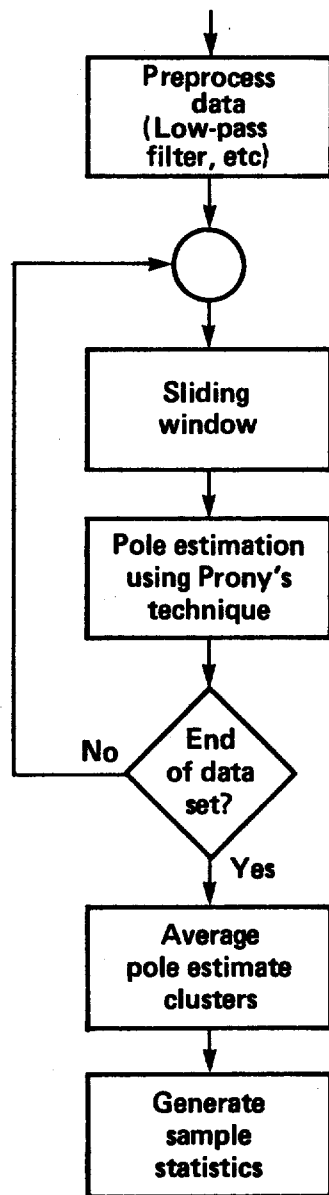 Preprocess
data
(Low-pass
filter, etc)
Sliding
window
Pole estimation
using Prony's
technique
No
End
of data
set?
Yes
Average
pole estimate
clusters
Generate
sample
statistics